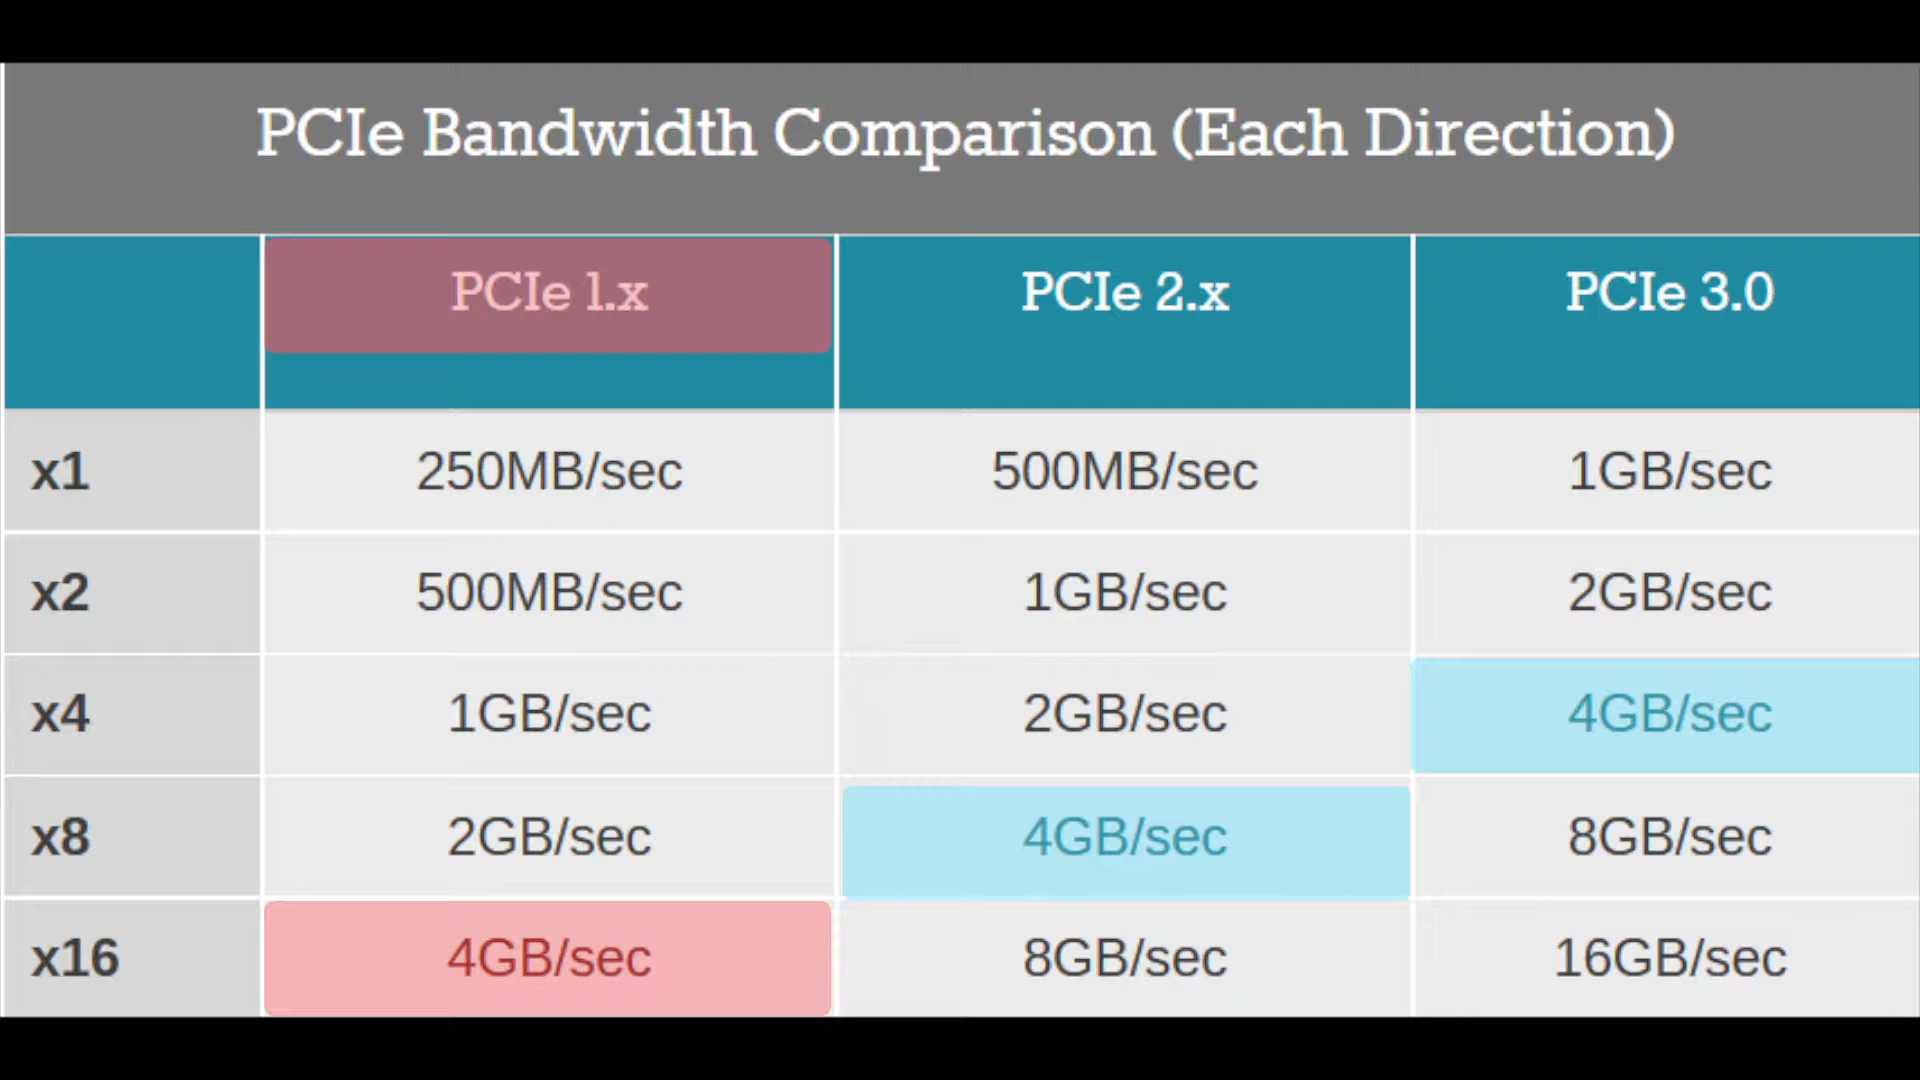 PCIe Bandwidth Comparison (Each Direction)
PCIe 1.x PCIe 2.x PCIe 3.0
x1 250MB/sec 500MB/sec 1GB/sec
x2 500MB/sec 1GB/sec 2GB/sec
x4 1GB/sec 2GB/sec 4GB/sec
x8 2GB/sec 4GB/sec 8GB/sec
x16 4GB/sec 8GB/sec 16GB/sec